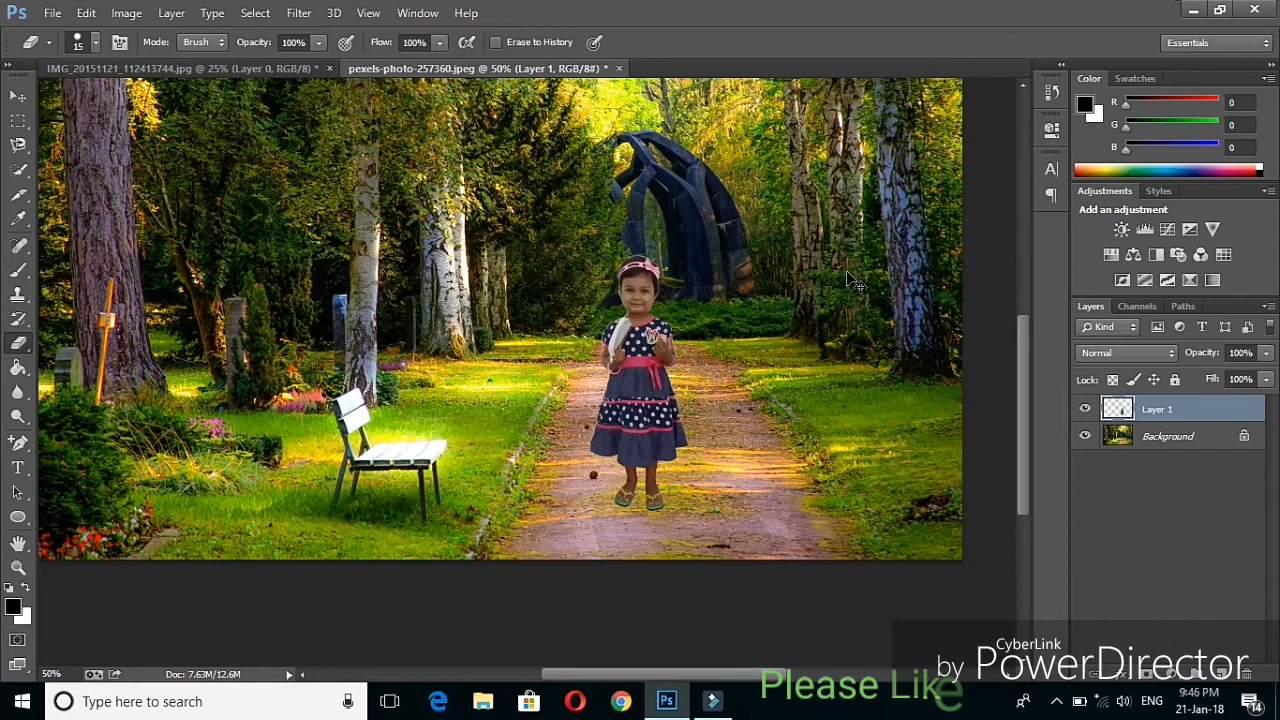 Ps File Edit Image Layer Type Select Filter 3D View Window Help
15 Mode: Brush Opacity: 100% Flow: 100% Erase to History Essentials
IMG_20151121_112413744.jpg @ 25% (Layer 0, RGB/8) * × pexels-photo-257360.jpeg @ 50% (Layer 1, RGB/8#) * ×
Color Swatches
R 0
G 0
B 0
Adjustments Styles
Add an adjustment
Layers Channels Paths
Kind
Normal Opacity: 100%
Lock: Fill: 100%
Layer 1
Background
50% Doc: 7.63M/12.6M
CyberLink
by PowerDirector
Please Like
Type here to search
Ps
ENG
9:46 PM
21-Jan-18
14